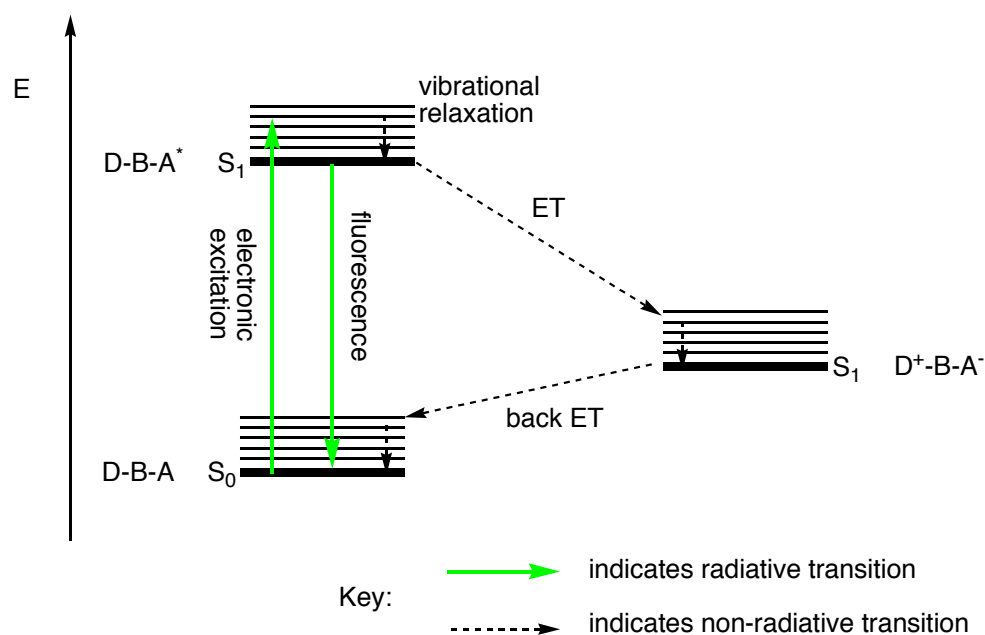 E
vibrational
relaxation
D-B-A* S₁
ET
electronic
excitation
fluorescence
S₁ D⁺-B-A⁻
back ET
D-B-A S₀
Key:
indicates radiative transition
indicates non-radiative transition